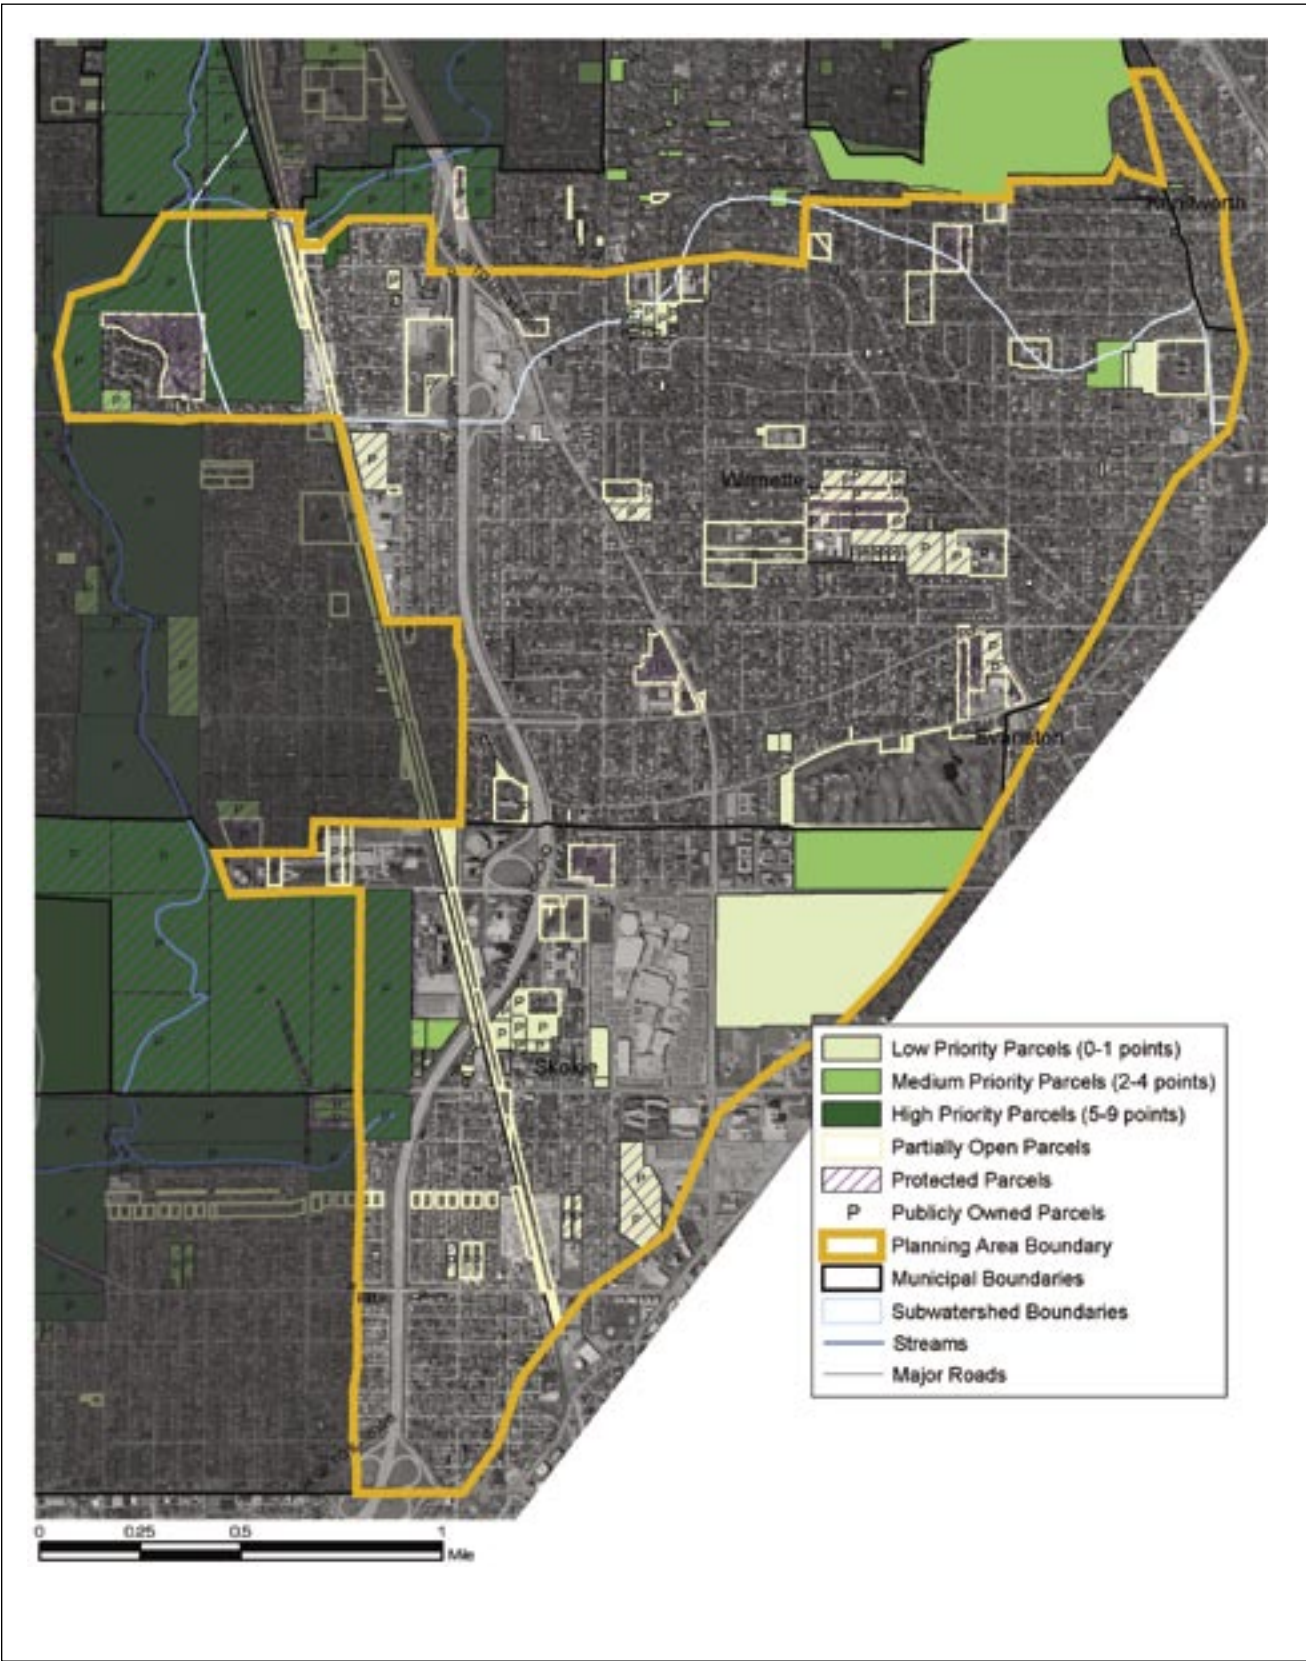 Kenilworth
Wilmette
Evanston
Skokie
Low Priority Parcels (0-1 points)
Medium Priority Parcels (2-4 points)
High Priority Parcels (5-9 points)
Partially Open Parcels
Protected Parcels
P Publicly Owned Parcels
Planning Area Boundary
Municipal Boundaries
Subwatershed Boundaries
Streams
Major Roads
0 0.25 0.5 1
Mile